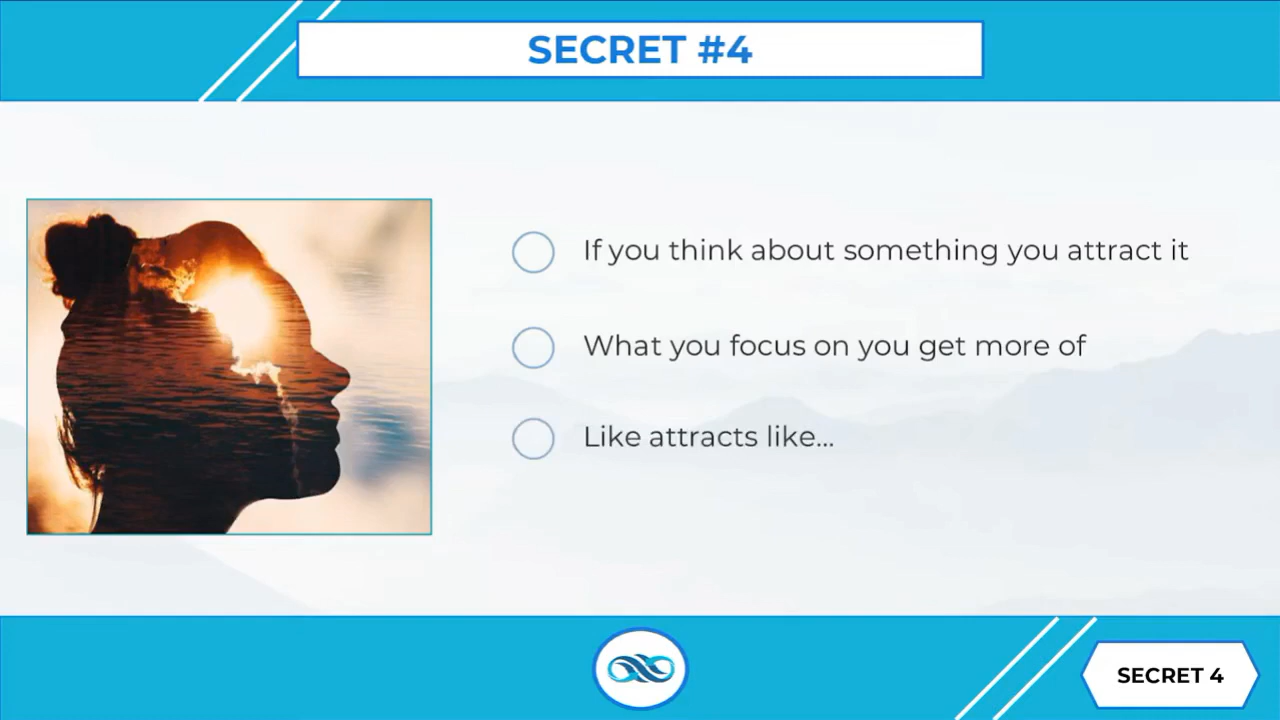 SECRET #4
If you think about something you attract it
What you focus on you get more of
Like attracts like...
SECRET 4